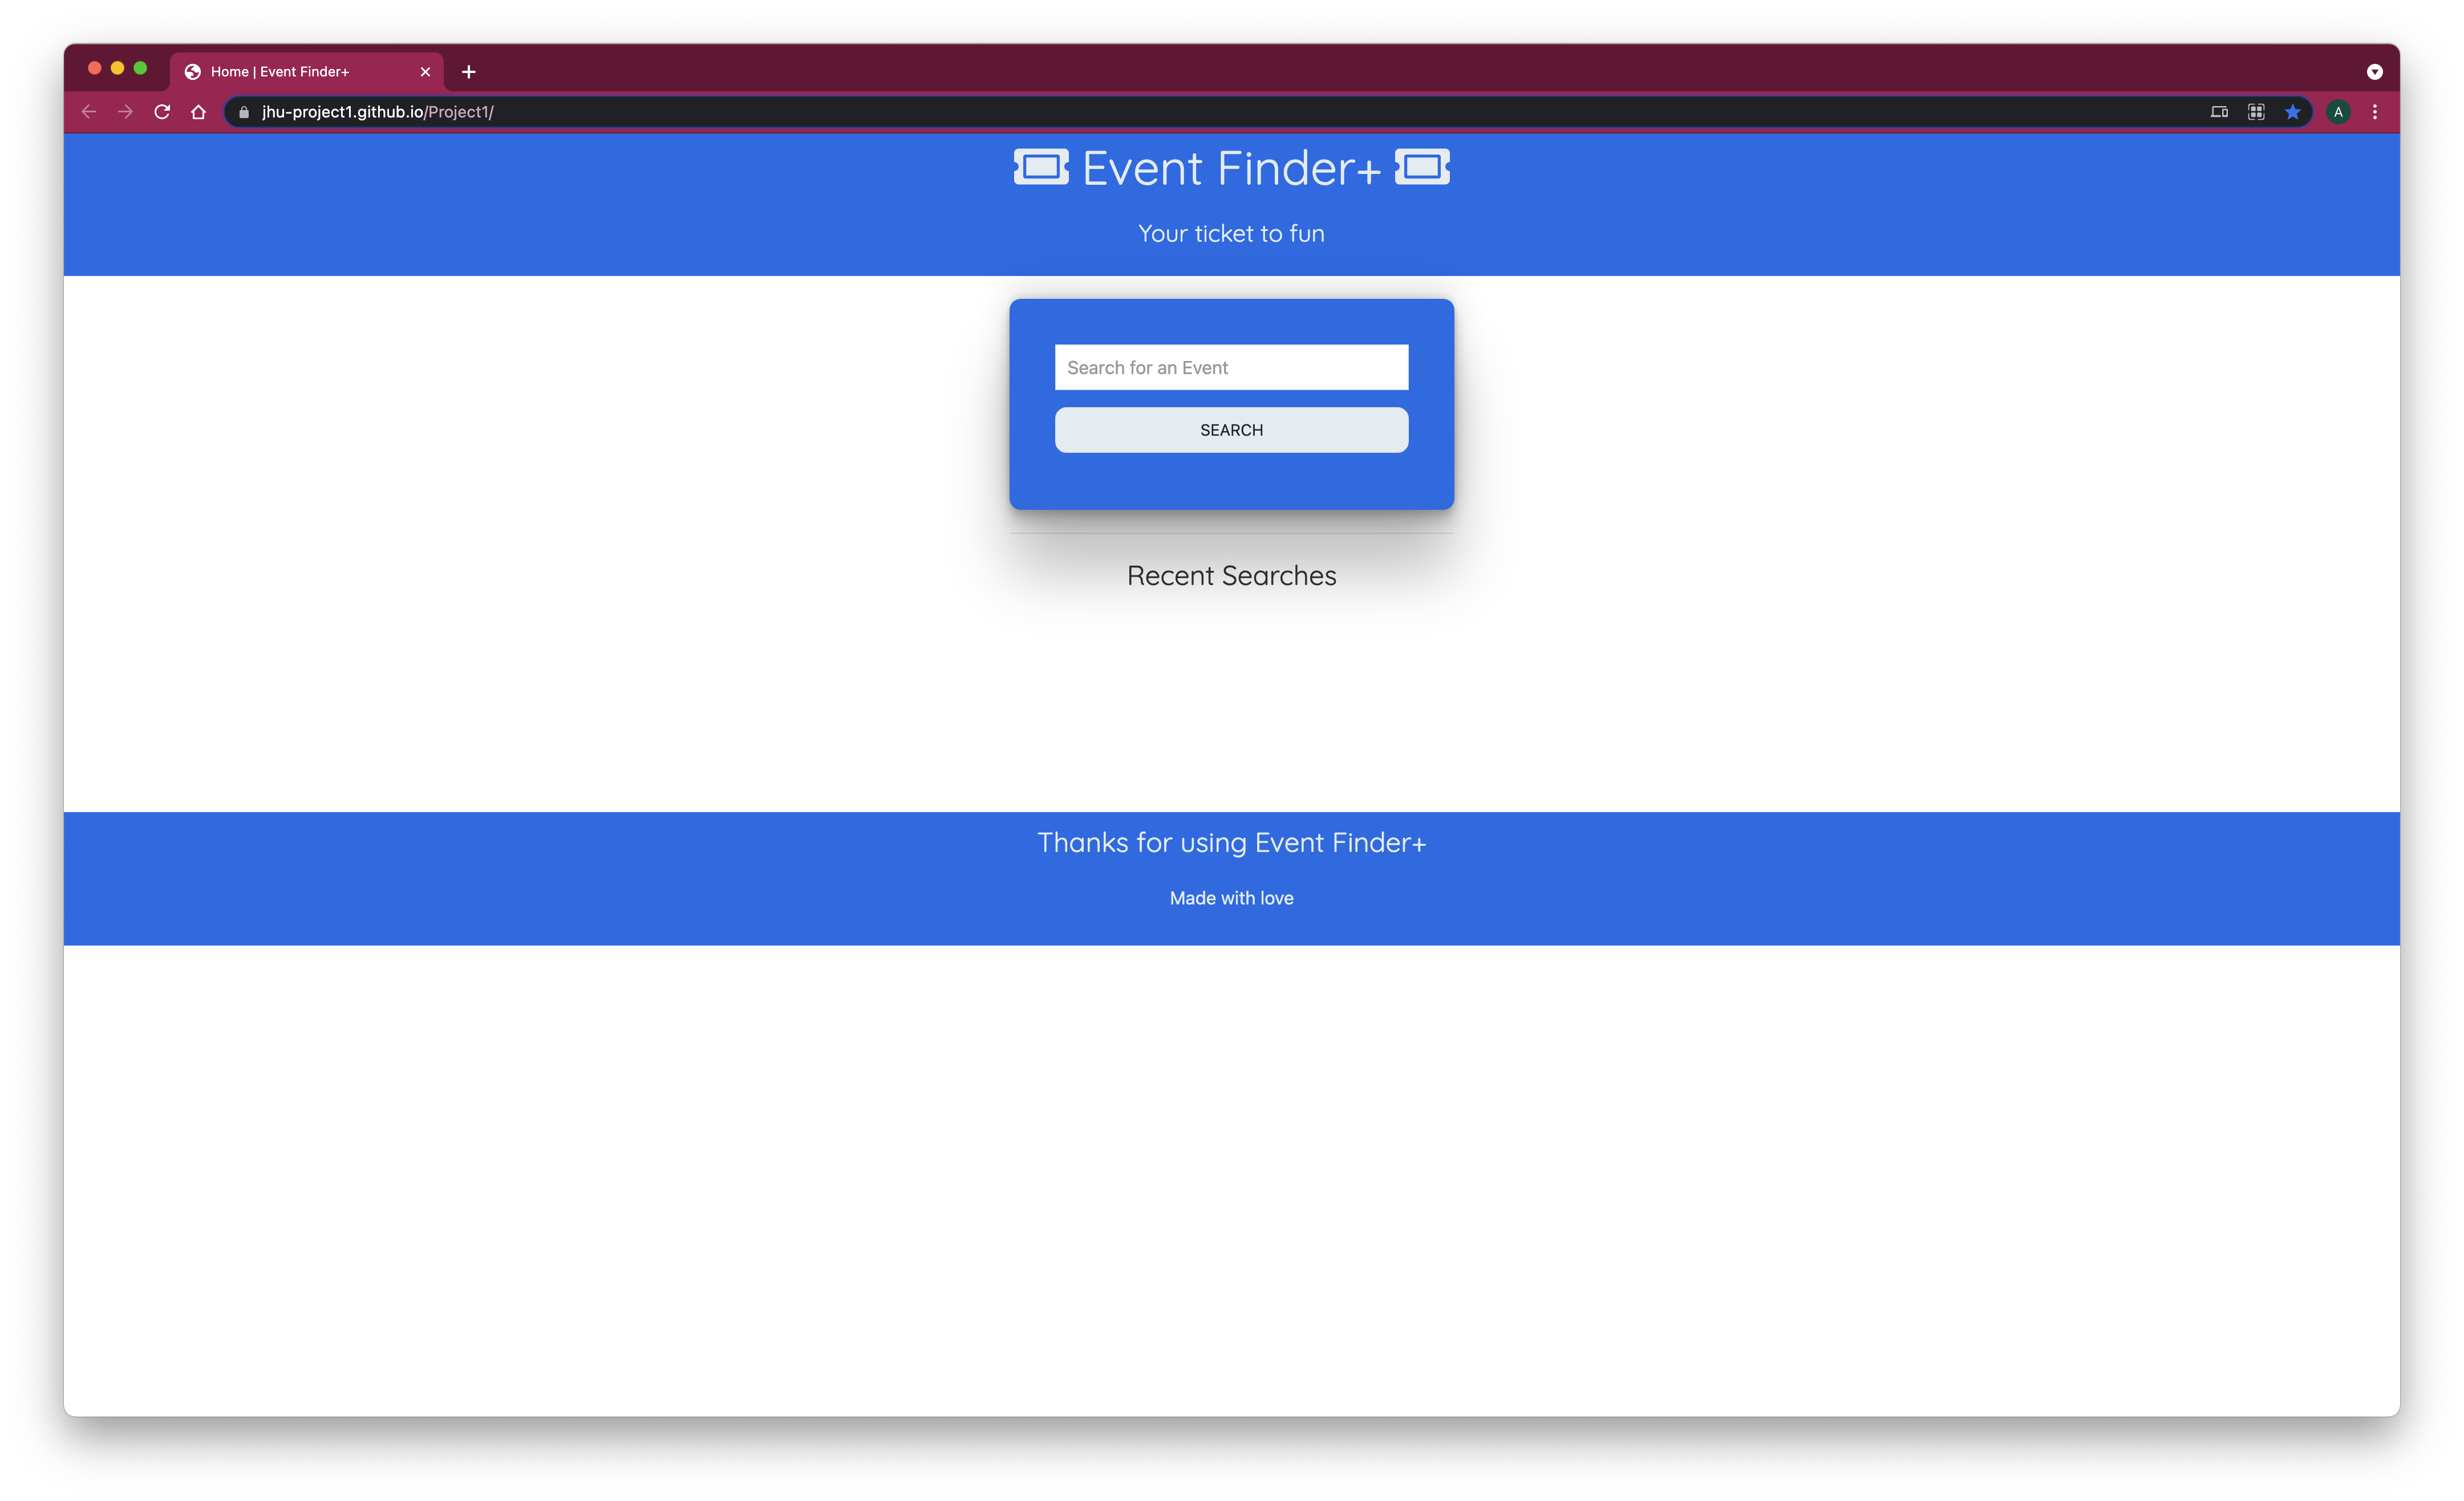 Home | Event Finder+
jhu-project1.github.io/Project1/
A
Event Finder+
Your ticket to fun
Search for an Event
SEARCH
Recent Searches
Thanks for using Event Finder+
Made with love